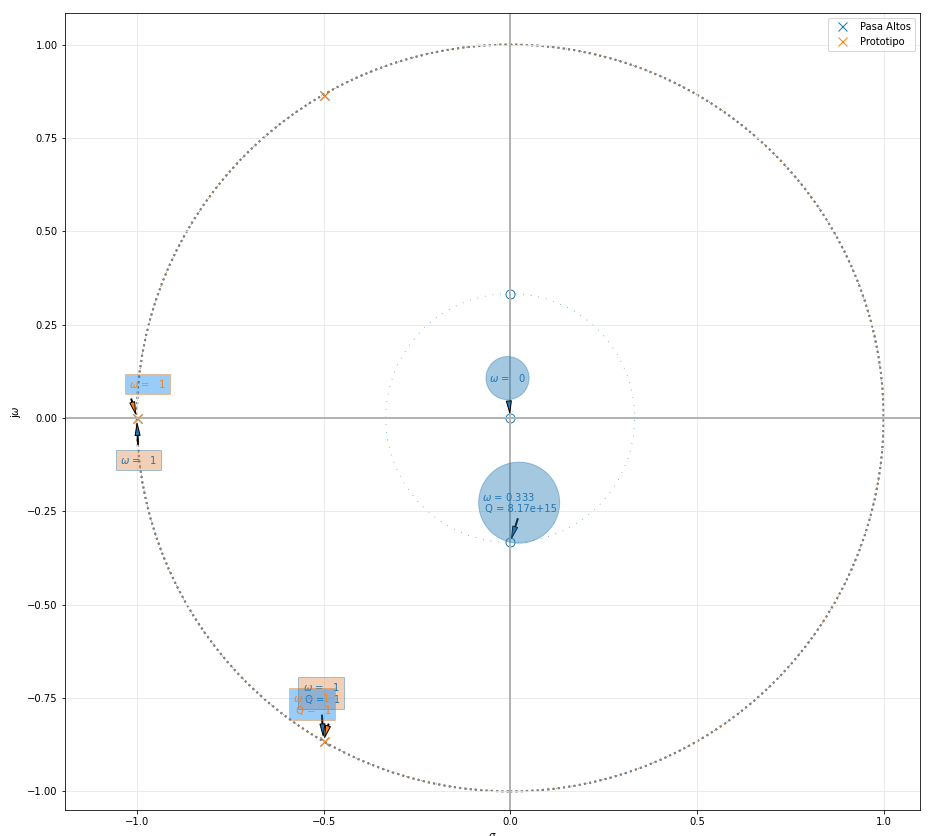 Pasa Altos
Prototipo
1.00
0.75
0.50
0.25
0.00
−0.25
−0.50
−0.75
−1.00
jω
ω = 1
ω = 1
ω = 0
ω = 0.333
Q = 8.17e+15
ω = 1
Q = 1
Q = 1
−1.0
−0.5
0.0
0.5
1.0
σ